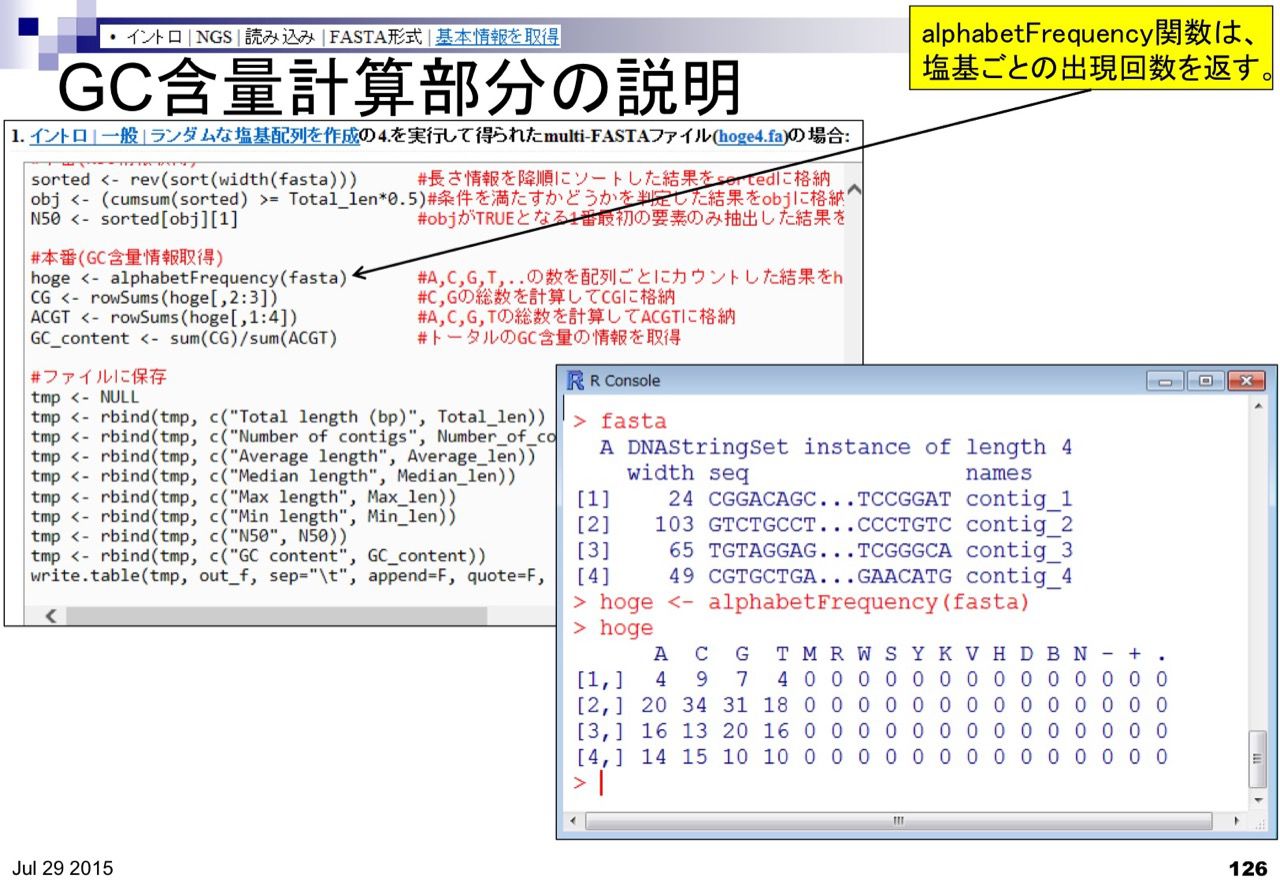 • イントロ | NGS | 読み込み | FASTA形式 | 基本情報を取得
alphabetFrequency関数は、
塩基ごとの出現回数を返す。
GC含量計算部分の説明
1. イントロ | 一般 | ランダムな塩基配列を作成の4.を実行して得られたmulti-FASTAファイル(hoge4.fa)の場合:
sorted <- rev(sort(width(fasta))) #長さ情報を降順にソートした結果をsortedに格納
obj <- (cumsum(sorted) >= Total_len*0.5)#条件を満たすかどうかを判定した結果をobjに格納
N50 <- sorted[obj][1] #objがTRUEとなる1番最初の要素のみ抽出した結果を
#本番(GC含量情報取得)
hoge <- alphabetFrequency(fasta) #A,C,G,T,..の数を配列ごとにカウントした結果をh
CG <- rowSums(hoge[,2:3]) #C,Gの総数を計算してCGに格納
ACGT <- rowSums(hoge[,1:4]) #A,C,G,Tの総数を計算してACGTに格納
GC_content <- sum(CG)/sum(ACGT) #トータルのGC含量の情報を取得
#ファイルに保存
tmp <- NULL
tmp <- rbind(tmp, c("Total length (bp)", Total_len))
tmp <- rbind(tmp, c("Number of contigs", Number_of_co
tmp <- rbind(tmp, c("Average length", Average_len))
tmp <- rbind(tmp, c("Median length", Median_len))
tmp <- rbind(tmp, c("Max length", Max_len))
tmp <- rbind(tmp, c("Min length", Min_len))
tmp <- rbind(tmp, c("N50", N50))
tmp <- rbind(tmp, c("GC content", GC_content))
write.table(tmp, out_f, sep="\t", append=F, quote=F,
R Console
> fasta
A DNAStringSet instance of length 4
width seq names
[1] 24 CGGACAGC...TCCGGAT contig_1
[2] 103 GTCTGCCT...CCCTGTC contig_2
[3] 65 TGTAGGAG...TCGGGCA contig_3
[4] 49 CGTGCTGA...GAACATG contig_4
> hoge <- alphabetFrequency(fasta)
> hoge
A C G T M R W S Y K V H D B N - + .
[1,] 4 9 7 4 0 0 0 0 0 0 0 0 0 0 0 0 0 0
[2,] 20 34 31 18 0 0 0 0 0 0 0 0 0 0 0 0 0 0
[3,] 16 13 20 16 0 0 0 0 0 0 0 0 0 0 0 0 0 0
[4,] 14 15 10 10 0 0 0 0 0 0 0 0 0 0 0 0 0 0
>
Jul 29 2015
126